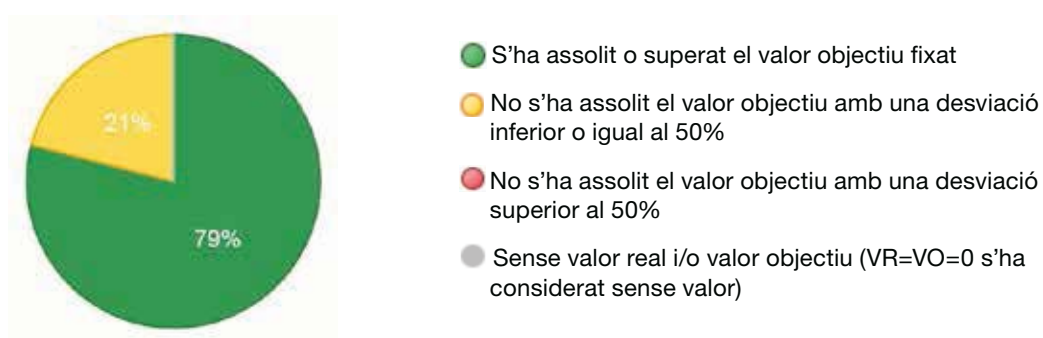 21%
79%
S’ha assolit o superat el valor objectiu fixat
No s’ha assolit el valor objectiu amb una desviació
inferior o igual al 50%
No s’ha assolit el valor objectiu amb una desviació
superior al 50%
Sense valor real i/o valor objectiu (VR=VO=0 s’ha
considerat sense valor)